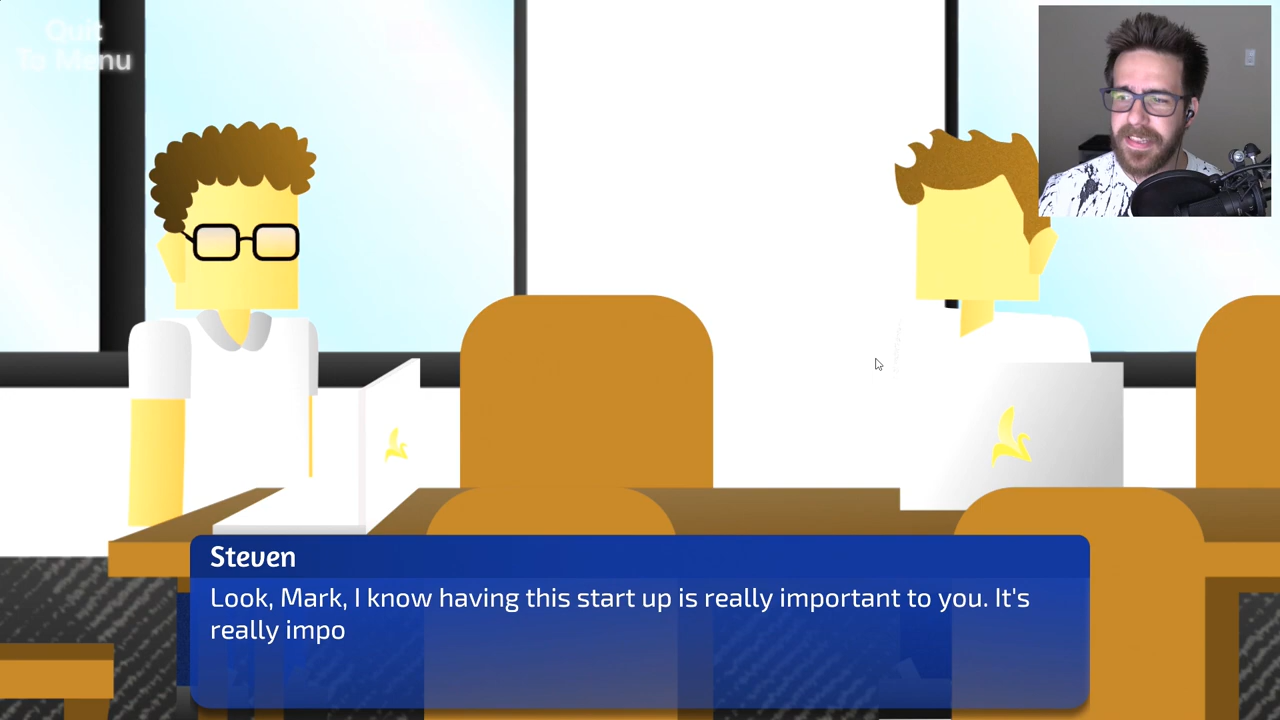 Quit
To Menu
Steven
Look, Mark, I know having this start up is really important to you. It's
really impo